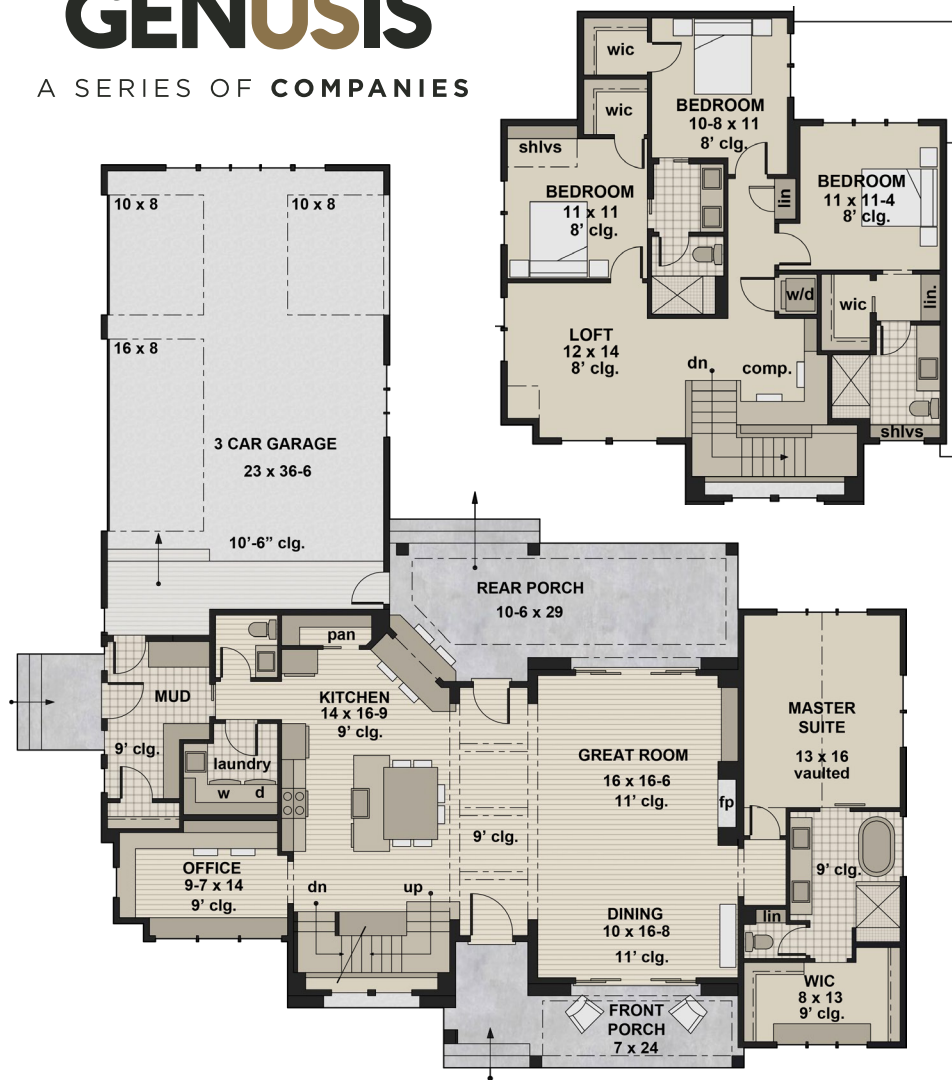 GENUSIS
A SERIES OF COMPANIES
wic
wic
BEDROOM
10-8 x 11
8' clg.
shlvs
BEDROOM
11 x 11
8' clg.
lin
BEDROOM
11 x 11-4
8' clg.
w/d
wic
lin.
LOFT
12 x 14
8' clg.
dn
comp.
shlvs
10 x 8
10 x 8
16 x 8
3 CAR GARAGE
23 x 36-6
10'-6" clg.
REAR PORCH
10-6 x 29
pan
MUD
9' clg.
KITCHEN
14 x 16-9
9' clg.
laundry
w d
GREAT ROOM
16 x 16-6
11' clg.
fp
MASTER
SUITE
13 x 16
vaulted
9' clg.
9' clg.
OFFICE
9-7 x 14
9' clg.
dn
up
DINING
10 x 16-8
11' clg.
lin
WIC
8 x 13
9' clg.
FRONT
PORCH
7 x 24